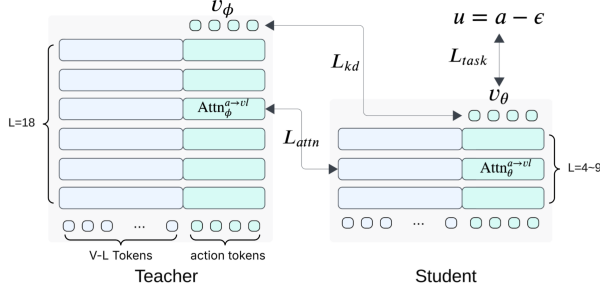 v_ϕ
u = a − ϵ
L_kd
L_task
v_θ
L=18
Attn_ϕ^{a→vl}
L_attn
Attn_θ^{a→vl}
L=4~9
...
...
V-L Tokens
action tokens
Teacher
Student